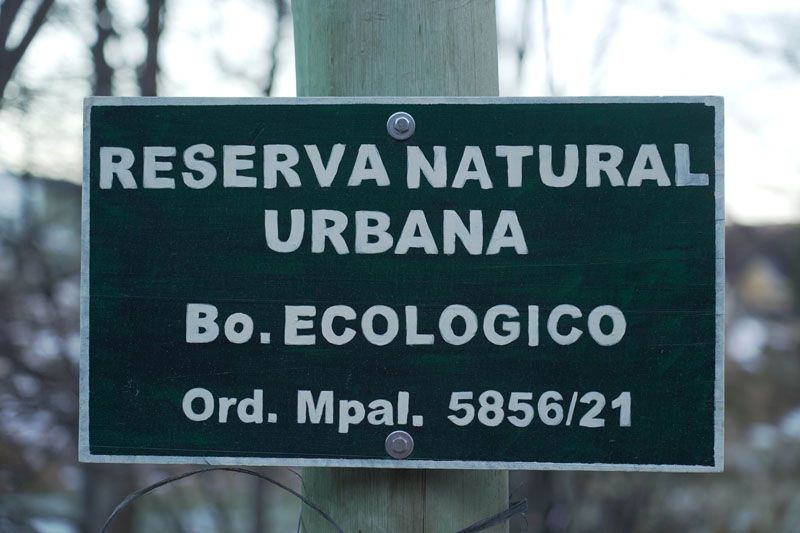 RESERVA NATURAL
URBANA
Bo. ECOLOGICO
Ord. Mpal. 5856/21